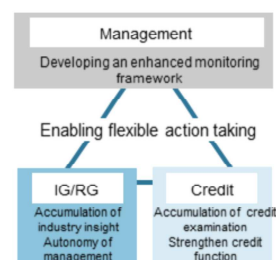 Management
Developing an enhanced monitoring
framework
Enabling flexible action taking
IG/RG
Accumulation of
industry insight
Autonomy of
management
Credit
Accumulation of credit
examination
Strengthen credit
function